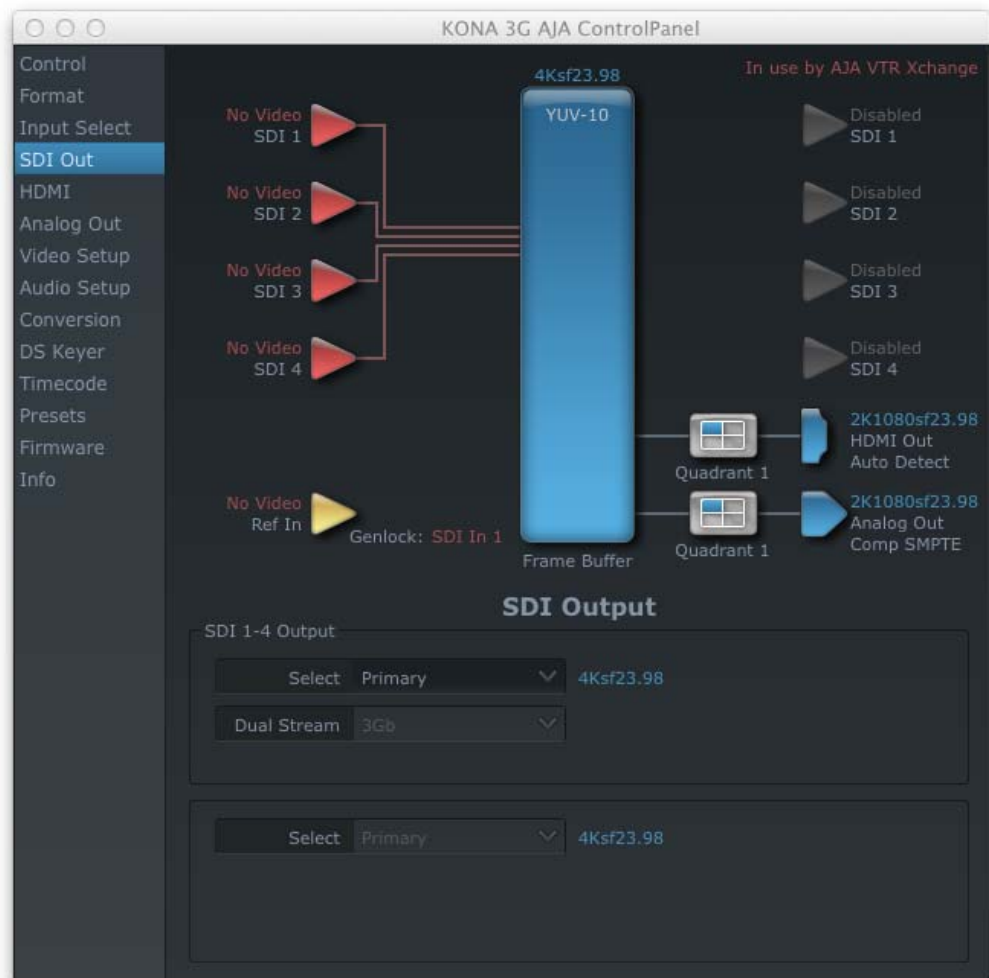 KONA 3G AJA ControlPanel
Control
Format
Input Select
SDI Out
HDMI
Analog Out
Video Setup
Audio Setup
Conversion
DS Keyer
Timecode
Presets
Firmware
Info
In use by AJA VTR Xchange
4Ksf23.98
YUV-10
No Video
SDI 1
No Video
SDI 2
No Video
SDI 3
No Video
SDI 4
No Video
Ref In
Genlock: SDI In 1
Frame Buffer
Disabled
SDI 1
Disabled
SDI 2
Disabled
SDI 3
Disabled
SDI 4
Quadrant 1
2K1080sf23.98
HDMI Out
Auto Detect
Quadrant 1
2K1080sf23.98
Analog Out
Comp SMPTE
SDI Output
SDI 1-4 Output
Select Primary 4Ksf23.98
Dual Stream 3Gb
Select Primary 4Ksf23.98